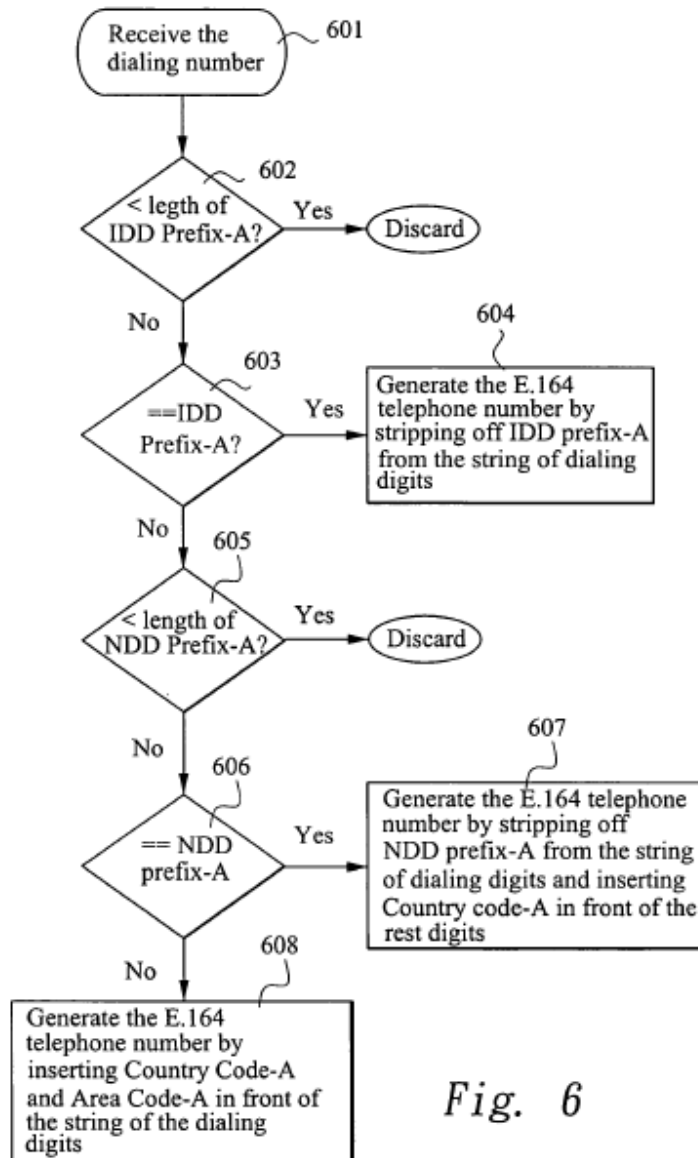 Receive the
dialing number
601
602
< legth of
IDD Prefix-A?
Yes
Discard
No
603
==IDD
Prefix-A?
Yes
604
Generate the E.164
telephone number by
stripping off IDD prefix-A
from the string of dialing
digits
No
605
< length of
NDD Prefix-A?
Yes
Discard
No
606
== NDD
prefix-A
Yes
607
Generate the E.164 telephone
number by stripping off
NDD prefix-A from the string
of dialing digits and inserting
Country code-A in front of the
rest digits
No
608
Generate the E.164
telephone number by
inserting Country Code-A
and Area Code-A in front of
the string of the dialing
digits
Fig. 6